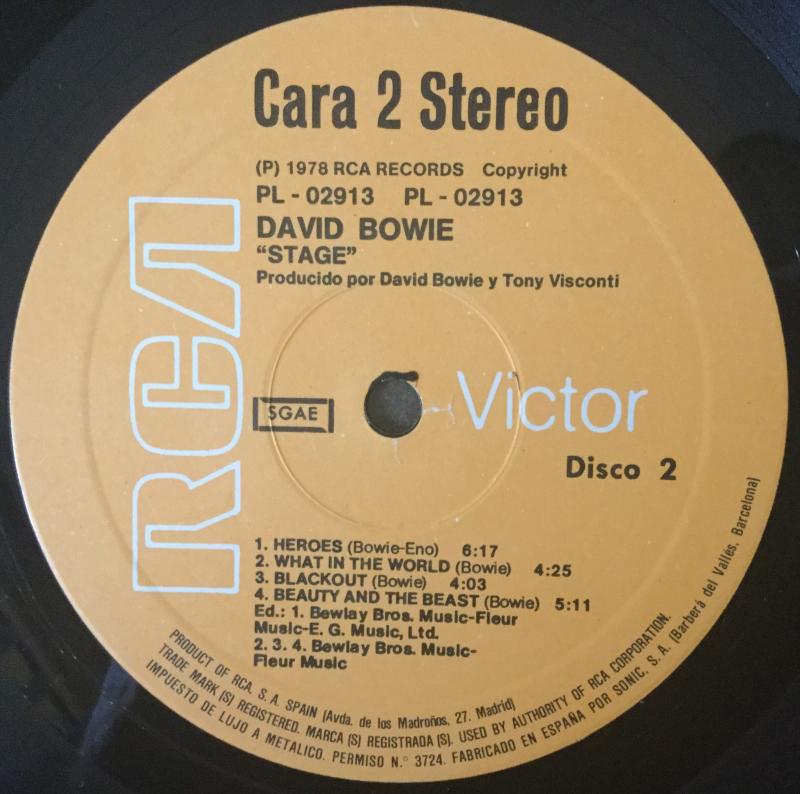 Cara 2 Stereo
(P) 1978 RCA RECORDS Copyright
PL - 02913 PL - 02913
DAVID BOWIE
“STAGE”
Producido por David Bowie y Tony Visconti
RCA
SGAE
Victor
Disco 2
1. HEROES (Bowie-Eno) 6:17
2. WHAT IN THE WORLD (Bowie) 4:25
3. BLACKOUT (Bowie) 4:03
4. BEAUTY AND THE BEAST (Bowie) 5:11
Ed.: 1. Bewlay Bros. Music-Fleur
Music-E. G. Music, Ltd.
2. 3. 4. Bewlay Bros. Music-
Fleur Music
PRODUCT OF RCA, S. A. SPAIN (Avda. de los Madroños, 27. Madrid)
TRADE MARK (S) REGISTERED. MARCA (S) REGISTRADA (S). USED BY AUTHORITY OF RCA CORPORATION.
IMPUESTO DE LUJO A METALICO. PERMISO N.° 3724. FABRICADO EN ESPAÑA POR SONIC, S. A. (Barberá del Vallés, Barcelona)